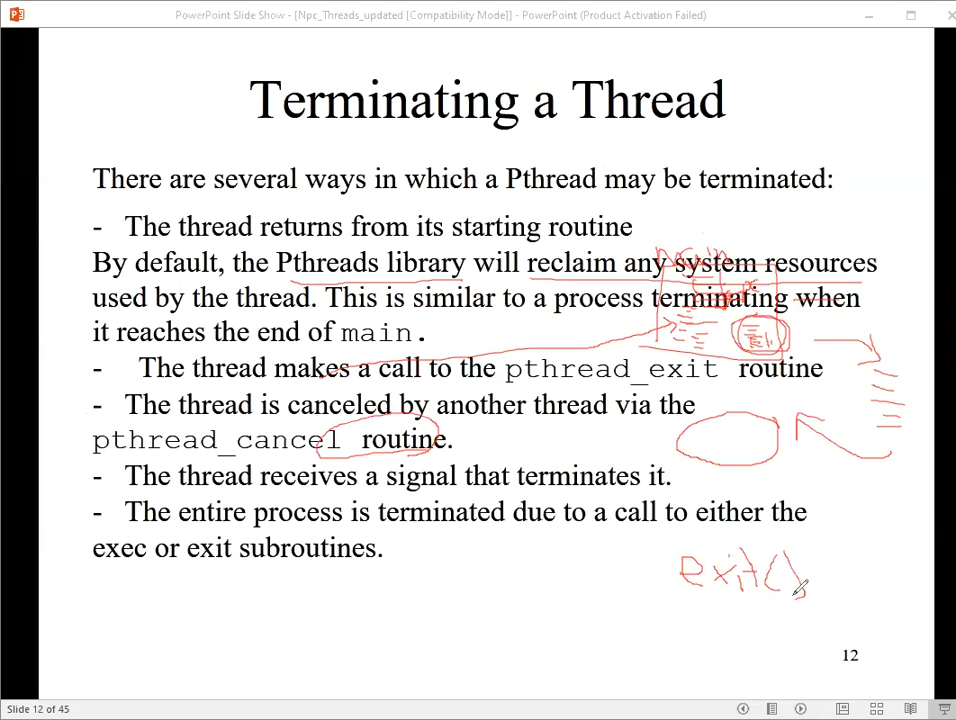 PowerPoint Slide Show - [Npc_Threads_updated [Compatibility Mode]] - PowerPoint (Product Activation Failed)
Terminating a Thread
There are several ways in which a Pthread may be terminated:
- The thread returns from its starting routine
By default, the Pthreads library will reclaim any system resources
used by the thread. This is similar to a process terminating when
it reaches the end of main.
- The thread makes a call to the pthread_exit routine
- The thread is canceled by another thread via the
pthread_cancel routine.
- The thread receives a signal that terminates it.
- The entire process is terminated due to a call to either the
exec or exit subroutines.
exit();
12
Slide 12 of 45